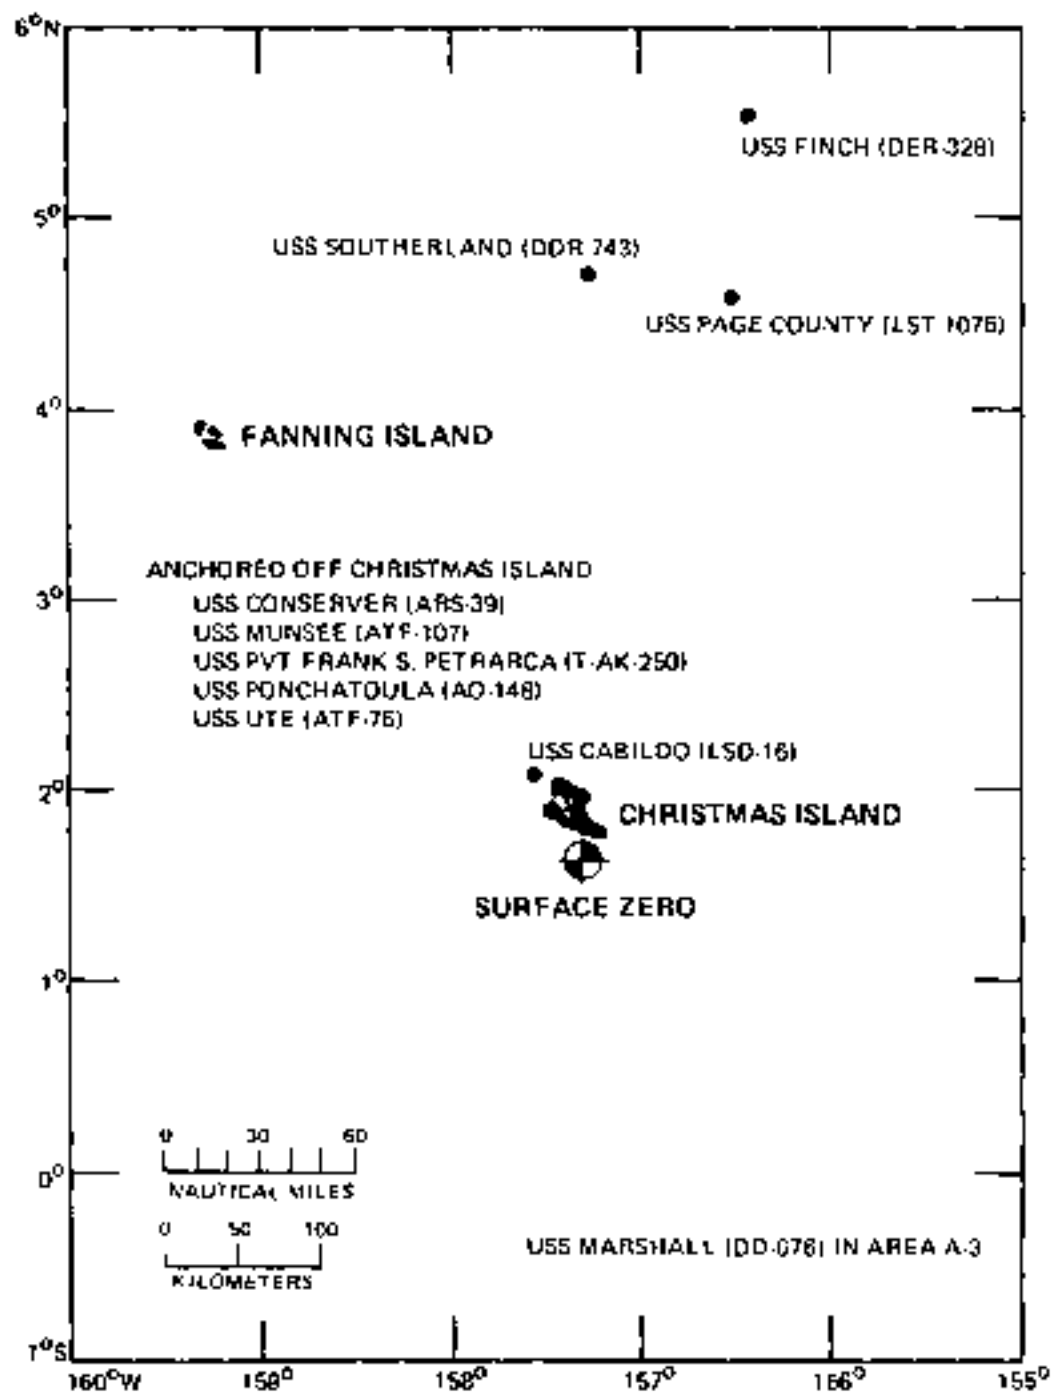 6°N
USS FINCH (DER-328)
5°
USS SOUTHERLAND (DDR 743)
USS PAGE COUNTY (LST 1076)
4°
FANNING ISLAND
ANCHORED OFF CHRISTMAS ISLAND
3°
USS CONSERVER (ARS-39)
USS MUNSEE (ATF-107)
USS PVT FRANK S. PETRARCA (T-AK-250)
USS PONCHATOULA (AO-148)
USS UTE (ATF-76)
USS CABILDO (LSD-16)
2°
CHRISTMAS ISLAND
SURFACE ZERO
1°
0 30 60
0°
NAUTICAL MILES
0 50 100
USS MARSHALL (DD-676) IN AREA A-3
KILOMETERS
1°S
160°W 159° 158° 157° 156° 155°